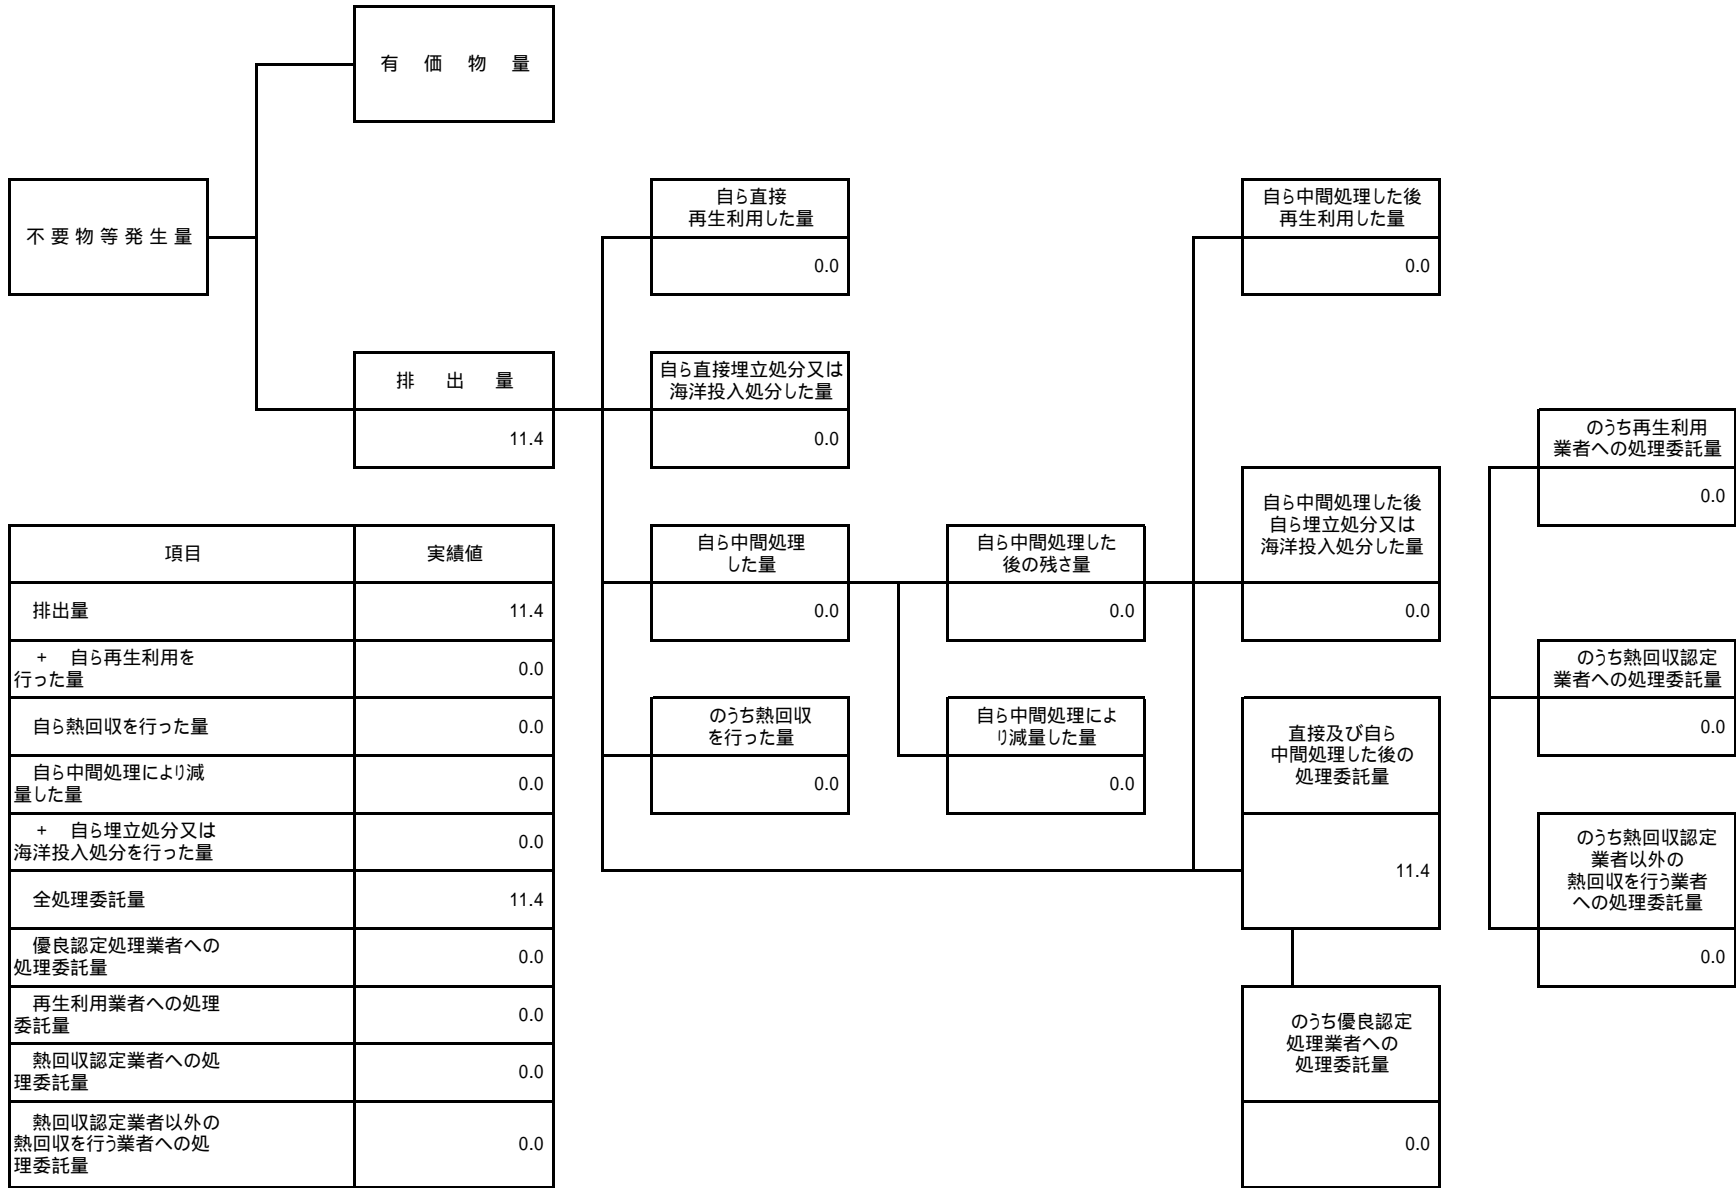 有 価 物 量
不要物等発生量
自ら直接
再生利用した量
0.0
自ら中間処理した後
再生利用した量
0.0
排 出 量
11.4
自ら直接埋立処分又は
海洋投入処分した量
0.0
のうち再生利用
業者への処理委託量
0.0
自ら中間処理
した量
0.0
自ら中間処理した
後の残さ量
0.0
自ら中間処理した後
自ら埋立処分又は
海洋投入処分した量
0.0
のうち熱回収認定
業者への処理委託量
0.0
のうち熱回収
を行った量
0.0
自ら中間処理によ
り減量した量
0.0
直接及び自ら
中間処理した後の
処理委託量
11.4
のうち熱回収認定
業者以外の
熱回収を行う業者
への処理委託量
0.0
のうち優良認定
処理業者への
処理委託量
0.0
項目 実績値
排出量 11.4
+ 自ら再生利用を
行った量 0.0
自ら熱回収を行った量 0.0
自ら中間処理により減
量した量 0.0
+ 自ら埋立処分又は
海洋投入処分を行った量 0.0
全処理委託量 11.4
優良認定処理業者への
処理委託量 0.0
再生利用業者への処理
委託量 0.0
熱回収認定業者への処
理委託量 0.0
熱回収認定業者以外の
熱回収を行う業者への処
理委託量 0.0